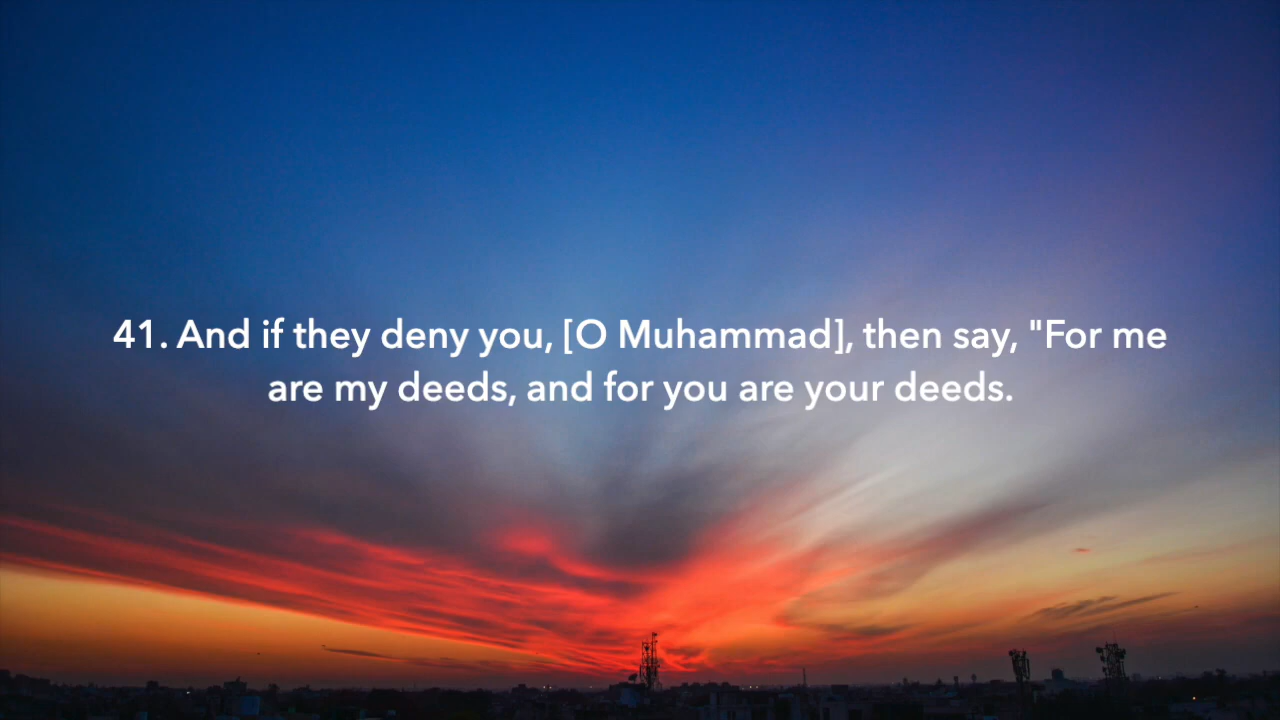 41. And if they deny you, [O Muhammad], then say, "For me
are my deeds, and for you are your deeds.